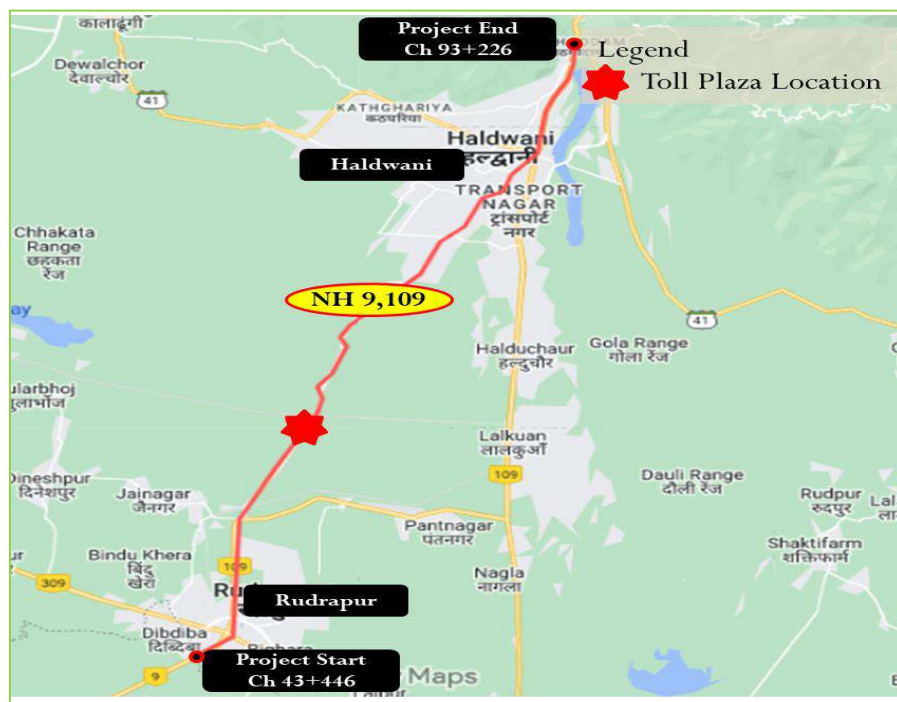 कालाढूंगी
Project End
Ch 93+226
Legend
Toll Plaza Location
Dewalchor
देवाल्चोर
41
KATHGHARIYA
कठघरिया
Haldwani
हल्द्वानी
Haldwani
TRANSPORT
NAGAR
ट्रांसपोर्ट
नगर
Chhakata
Range
छहकता
रेंज
NH 9,109
41
Halduchaur
हल्दुचौर
Gola Range
गोला रेंज
ularbhoj
गुलाभोज
Lalkuan
लालकुआँ
109
Dineshpur
दिनेशपुर
Jainagar
जैनगर
Dauli Range
दौली रेंज
Rudpur
रुदपुर
Pantnagar
पंतनगर
Shaktifarm
शक्तिफार्म
Bindu Khera
बिंदु
खेरा
109
309
Nagla
नागला
Rudrapur
Dibdiba
दिब्दिबा
Project Start
Ch 43+446
9
Maps